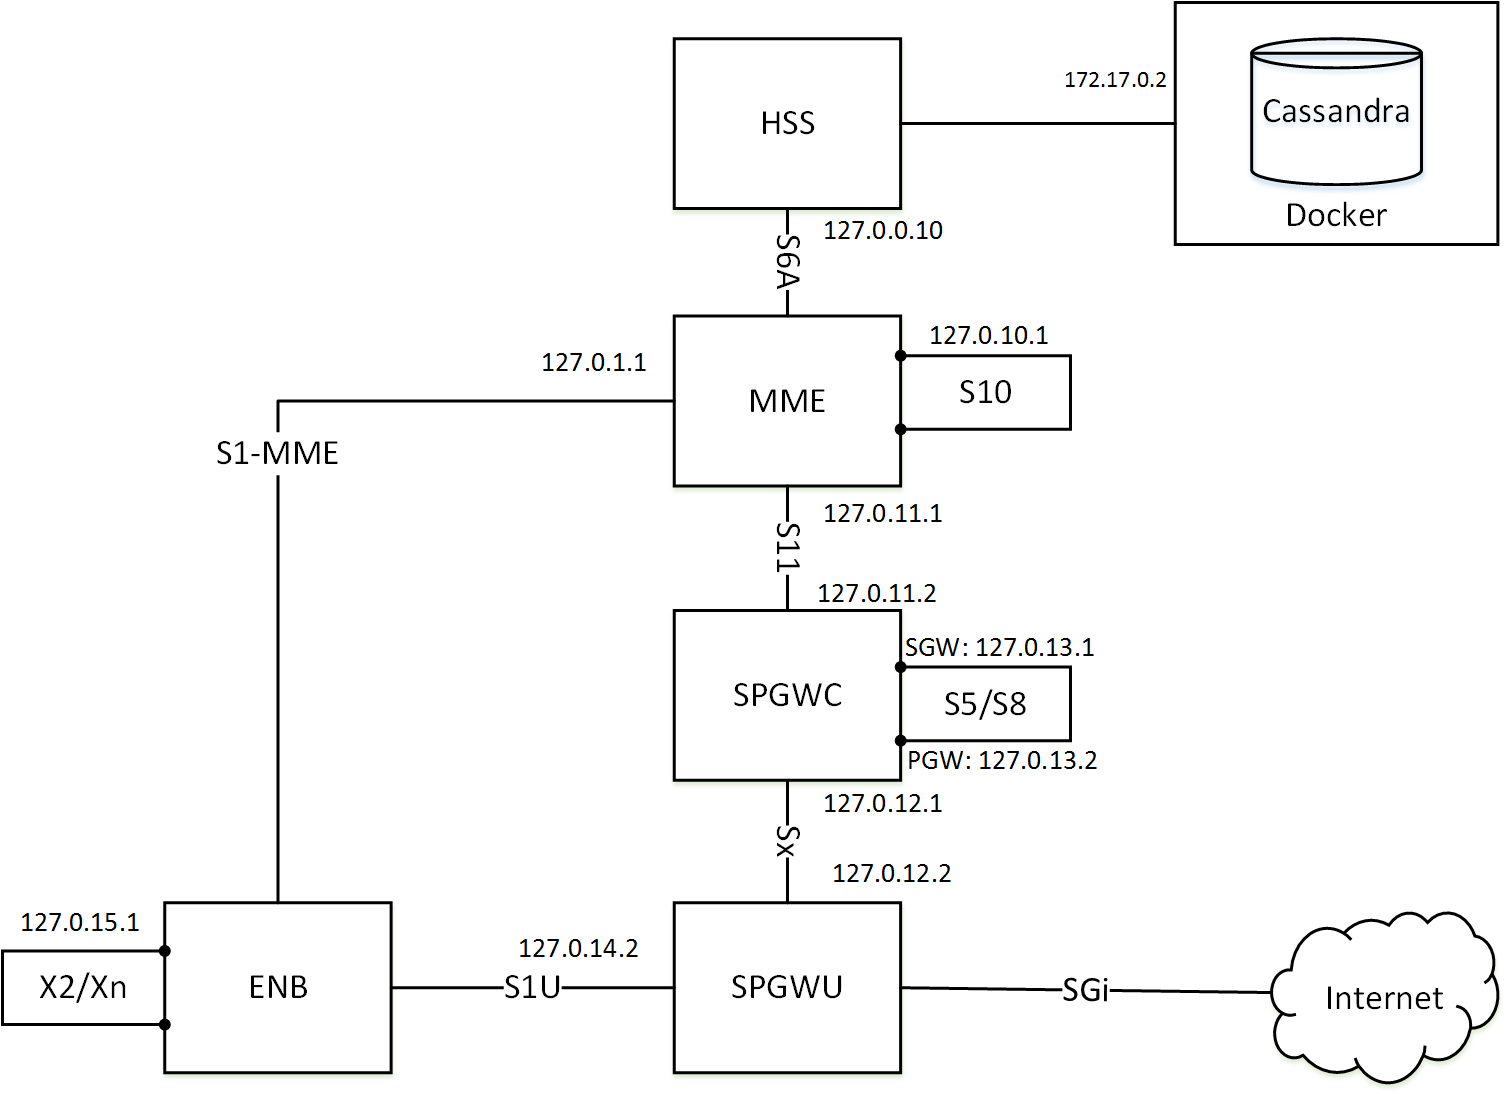 HSS
172.17.0.2
Cassandra
Docker
127.0.0.10
S6A
127.0.1.1
MME
127.0.10.1
S10
S1-MME
127.0.11.1
S11
127.0.11.2
SPGWC
SGW: 127.0.13.1
S5/S8
PGW: 127.0.13.2
127.0.12.1
Sx
127.0.12.2
127.0.15.1
X2/Xn
ENB
127.0.14.2
S1U
SPGWU
SGi
Internet